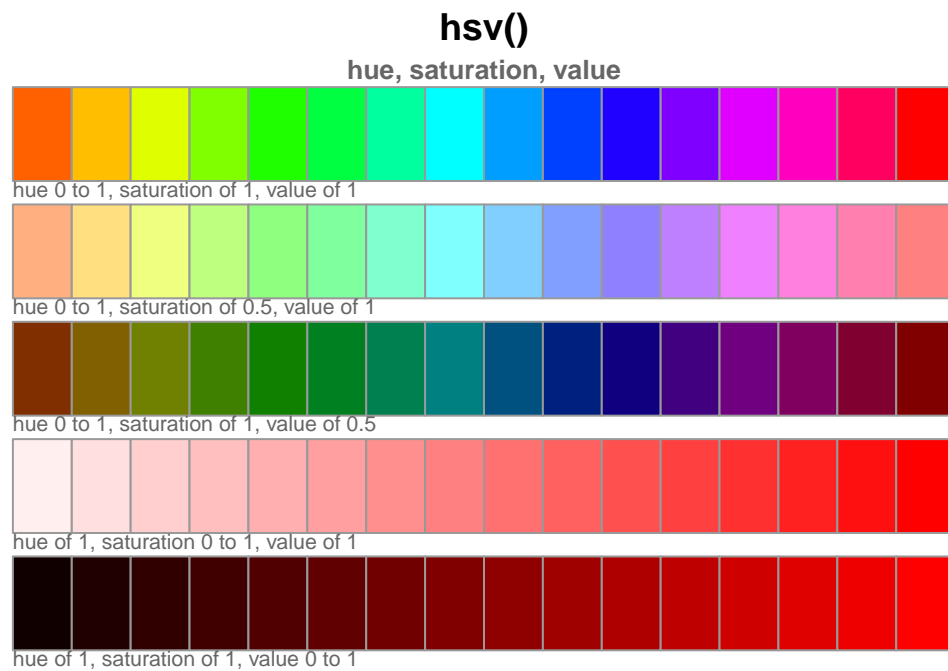 hsv()
hue, saturation, value
hue 0 to 1, saturation of 1, value of 1
hue 0 to 1, saturation of 0.5, value of 1
hue 0 to 1, saturation of 1, value of 0.5
hue of 1, saturation 0 to 1, value of 1
hue of 1, saturation of 1, value 0 to 1